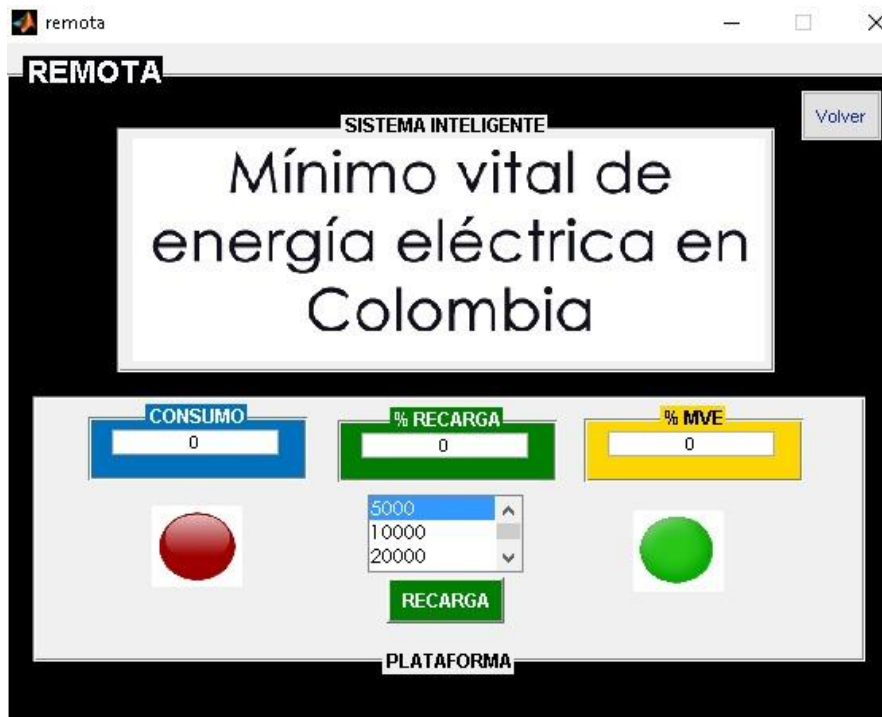 remota
REMOTA
Volver
SISTEMA INTELIGENTE
Mínimo vital de
energía eléctrica en
Colombia
CONSUMO
0
% RECARGA
0
% MVE
0
5000
10000
20000
RECARGA
PLATAFORMA